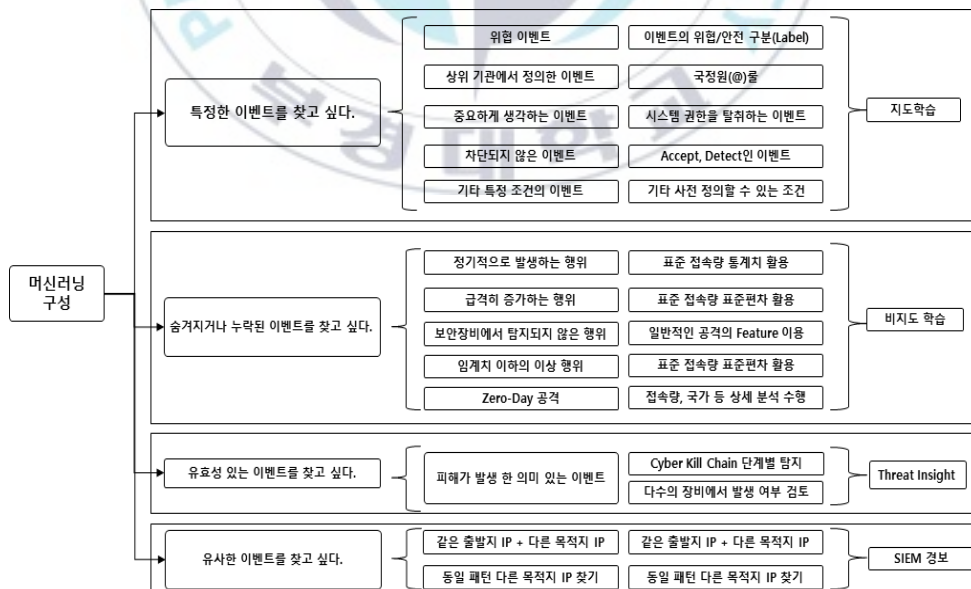 머신러닝
구성
특정한 이벤트를 찾고 싶다.
위협 이벤트
이벤트의 위협/안전 구분(Label)
상위 기관에서 정의한 이벤트
국정원(@)룰
중요하게 생각하는 이벤트
시스템 권한을 탈취하는 이벤트
차단되지 않은 이벤트
Accept, Detect인 이벤트
기타 특정 조건의 이벤트
기타 사전 정의할 수 있는 조건
지도학습
숨겨지거나 누락된 이벤트를 찾고 싶다.
정기적으로 발생하는 행위
표준 접속량 통계치 활용
급격히 증가하는 행위
표준 접속량 표준편차 활용
보안장비에서 탐지되지 않은 행위
일반적인 공격의 Feature 이용
임계치 이하의 이상 행위
표준 접속량 표준편차 활용
Zero-Day 공격
접속량, 국가 등 상세 분석 수행
비지도 학습
유효성 있는 이벤트를 찾고 싶다.
피해가 발생 한 의미 있는 이벤트
Cyber Kill Chain 단계별 탐지
다수의 장비에서 발생 여부 검토
Threat Insight
유사한 이벤트를 찾고 싶다.
같은 출발지 IP + 다른 목적지 IP
같은 출발지 IP + 다른 목적지 IP
동일 패턴 다른 목적지 IP 찾기
동일 패턴 다른 목적지 IP 찾기
SIEM 경보
부경대학교